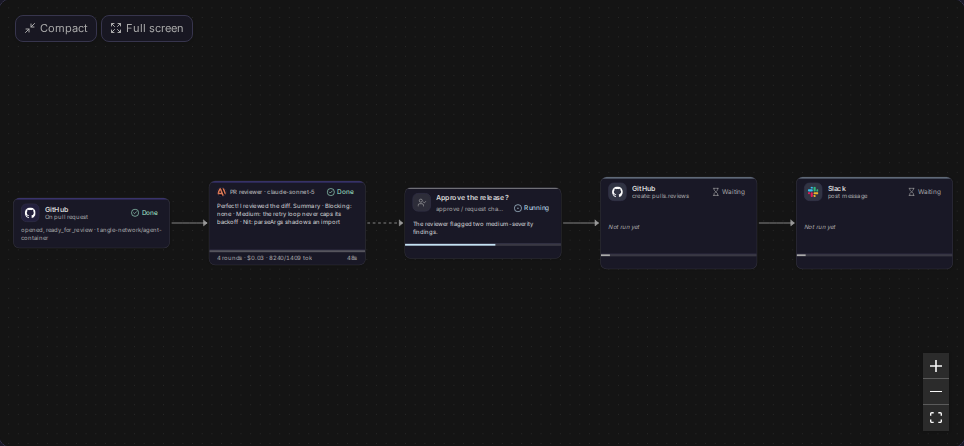 Compact
Full screen
GitHub
On pull request
Done
opened, ready_for_review · tangle-network/agent-
container
PR reviewer · claude-sonnet-5
Done
Perfect! I reviewed the diff. Summary · Blocking:
none · Medium: the retry loop never caps its
backoff · Nit: parseArgs shadows an import
4 rounds · $0.03 · 8240/1409 tok
48s
Approve the release?
approve / request cha...
Running
The reviewer flagged two medium-severity
findings.
GitHub
create pulls.reviews
Waiting
Not run yet
Slack
post message
Waiting
Not run yet